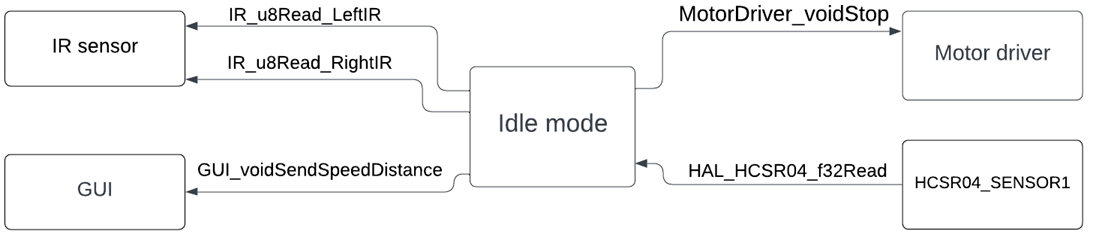 IR_u8Read_LeftIR
MotorDriver_voidStop
IR sensor
Motor driver
IR_u8Read_RightIR
Idle mode
GUI_voidSendSpeedDistance
HAL_HCSR04_f32Read
GUI
HCSR04_SENSOR1